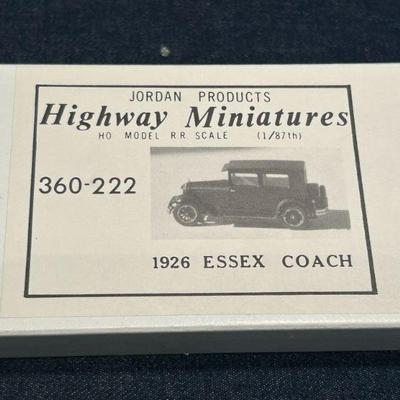 JORDAN PRODUCTS
Highway Miniatures
HO MODEL R.R. SCALE (1/87th)
360-222
1926 ESSEX COACH